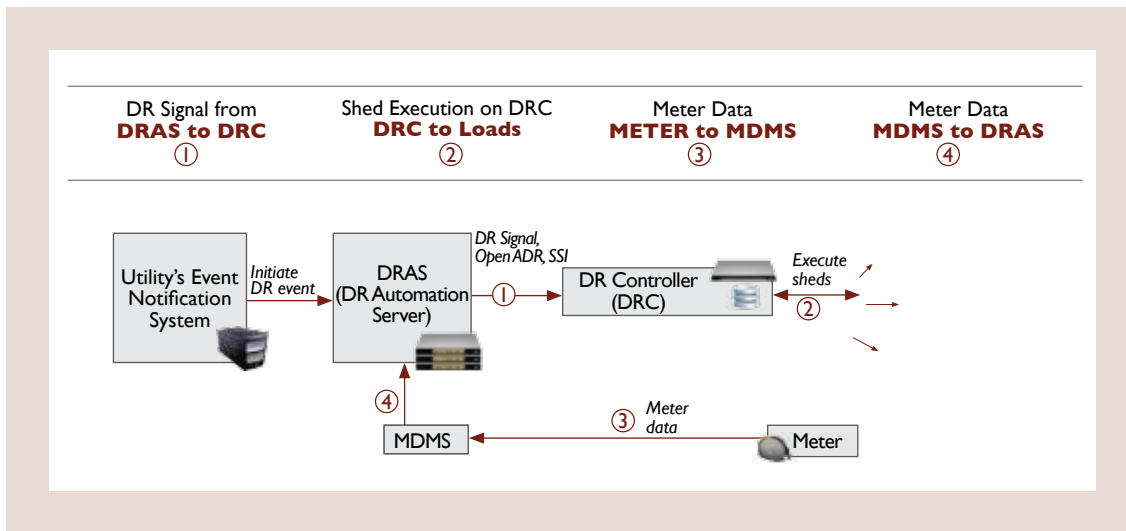 DR Signal from
DRAS to DRC
①
Shed Execution on DRC
DRC to Loads
②
Meter Data
METER to MDMS
③
Meter Data
MDMS to DRAS
④
Utility’s Event
Notification
System
Initiate
DR event
DRAS
(DR Automation
Server)
DR Signal,
Open ADR, SSI
①
DR Controller
(DRC)
Execute
sheds
②
④
MDMS
③
Meter
data
Meter